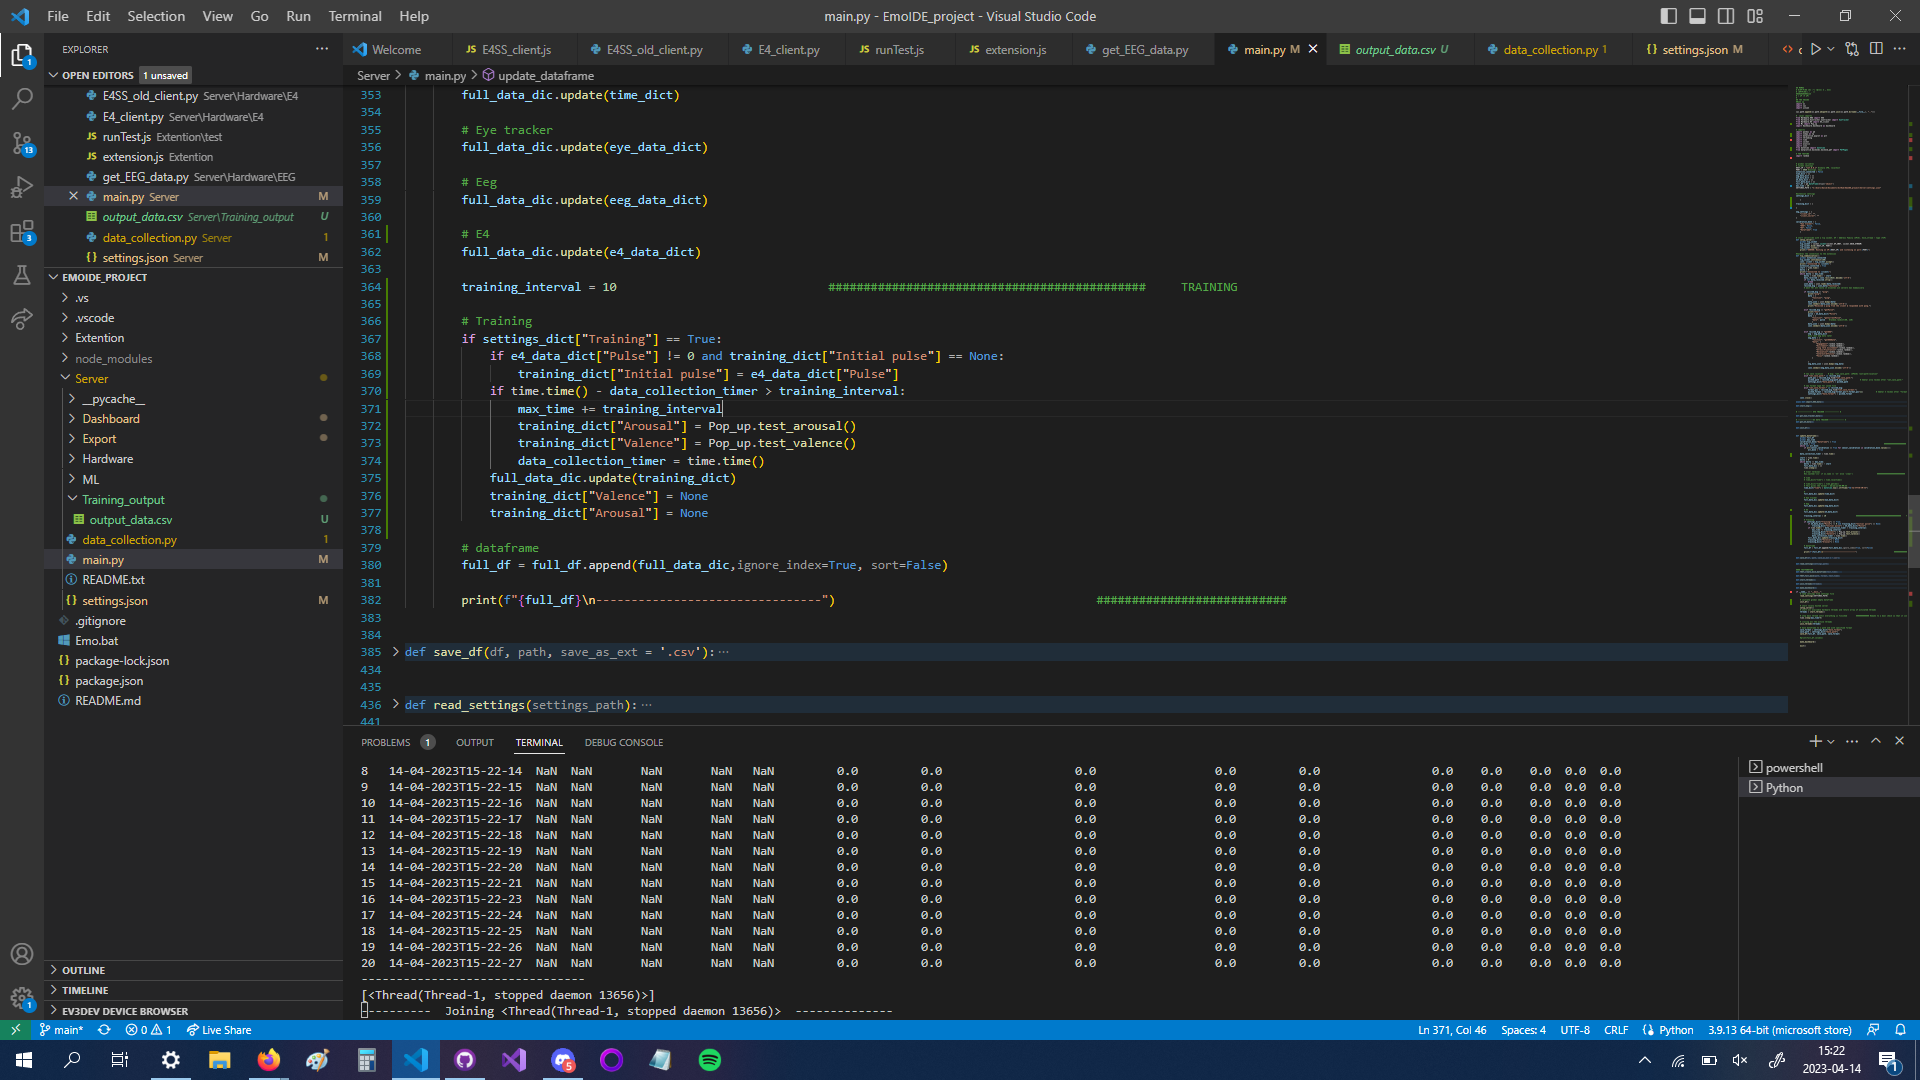 File Edit Selection View Go Run Terminal Help
main.py - EmoIDE_project - Visual Studio Code
EXPLORER
OPEN EDITORS 1 unsaved
E4SS_old_client.py Server\Hardware\E4
E4_client.py Server\Hardware\E4
runTest.js Extention\test
extension.js Extention
get_EEG_data.py Server\Hardware\EEG
main.py Server M
output_data.csv Server\Training_output U
data_collection.py Server 1
settings.json Server M
EMOIDE_PROJECT
.vs
.vscode
Extention
node_modules
Server
__pycache__
Dashboard
Export
Hardware
ML
Training_output
output_data.csv U
data_collection.py 1
main.py M
README.txt
settings.json M
.gitignore
Emo.bat
package-lock.json
package.json
README.md
OUTLINE
TIMELINE
EV3DEV DEVICE BROWSER
Welcome E4SS_client.js E4SS_old_client.py E4_client.py runTest.js extension.js get_EEG_data.py main.py M output_data.csv U data_collection.py 1 settings.json M
Server > main.py > update_dataframe
353 full_data_dic.update(time_dict)
354
355 # Eye tracker
356 full_data_dic.update(eye_data_dict)
357
358 # Eeg
359 full_data_dic.update(eeg_data_dict)
360
361 # E4
362 full_data_dic.update(e4_data_dict)
363
364 training_interval = 10 ############################################# TRAINING
365
366 # Training
367 if settings_dict["Training"] == True:
368 if e4_data_dict["Pulse"] != 0 and training_dict["Initial pulse"] == None:
369 training_dict["Initial pulse"] = e4_data_dict["Pulse"]
370 if time.time() - data_collection_timer > training_interval:
371 max_time += training_interval
372 training_dict["Arousal"] = Pop_up.test_arousal()
373 training_dict["Valence"] = Pop_up.test_valence()
374 data_collection_timer = time.time()
375 full_data_dic.update(training_dict)
376 training_dict["Valence"] = None
377 training_dict["Arousal"] = None
378
379 # dataframe
380 full_df = full_df.append(full_data_dic,ignore_index=True, sort=False)
381
382 print(f"{full_df}\n--------------------------------") ###########################
383
384
385 def save_df(df, path, save_as_ext = '.csv'):
434
435
436 def read_settings(settings_path):
441
PROBLEMS 1 OUTPUT TERMINAL DEBUG CONSOLE
8 14-04-2023T15-22-14 NaN NaN NaN NaN NaN 0.0 0.0 0.0 0.0 0.0 0.0 0.0 0.0 0.0 0.0
9 14-04-2023T15-22-15 NaN NaN NaN NaN NaN 0.0 0.0 0.0 0.0 0.0 0.0 0.0 0.0 0.0 0.0
10 14-04-2023T15-22-16 NaN NaN NaN NaN NaN 0.0 0.0 0.0 0.0 0.0 0.0 0.0 0.0 0.0 0.0
11 14-04-2023T15-22-17 NaN NaN NaN NaN NaN 0.0 0.0 0.0 0.0 0.0 0.0 0.0 0.0 0.0 0.0
12 14-04-2023T15-22-18 NaN NaN NaN NaN NaN 0.0 0.0 0.0 0.0 0.0 0.0 0.0 0.0 0.0 0.0
13 14-04-2023T15-22-19 NaN NaN NaN NaN NaN 0.0 0.0 0.0 0.0 0.0 0.0 0.0 0.0 0.0 0.0
14 14-04-2023T15-22-20 NaN NaN NaN NaN NaN 0.0 0.0 0.0 0.0 0.0 0.0 0.0 0.0 0.0 0.0
15 14-04-2023T15-22-21 NaN NaN NaN NaN NaN 0.0 0.0 0.0 0.0 0.0 0.0 0.0 0.0 0.0 0.0
16 14-04-2023T15-22-23 NaN NaN NaN NaN NaN 0.0 0.0 0.0 0.0 0.0 0.0 0.0 0.0 0.0 0.0
17 14-04-2023T15-22-24 NaN NaN NaN NaN NaN 0.0 0.0 0.0 0.0 0.0 0.0 0.0 0.0 0.0 0.0
18 14-04-2023T15-22-25 NaN NaN NaN NaN NaN 0.0 0.0 0.0 0.0 0.0 0.0 0.0 0.0 0.0 0.0
19 14-04-2023T15-22-26 NaN NaN NaN NaN NaN 0.0 0.0 0.0 0.0 0.0 0.0 0.0 0.0 0.0 0.0
20 14-04-2023T15-22-27 NaN NaN NaN NaN NaN 0.0 0.0 0.0 0.0 0.0 0.0 0.0 0.0 0.0 0.0
--------------------------------
[<Thread(Thread-1, stopped daemon 13656)>]
---------- Joining <Thread(Thread-1, stopped daemon 13656)> --------------
powershell
Python
main* 0 1 Live Share
Ln 371, Col 46 Spaces: 4 UTF-8 CRLF Python 3.9.13 64-bit (microsoft store)
15:22
2023-04-14